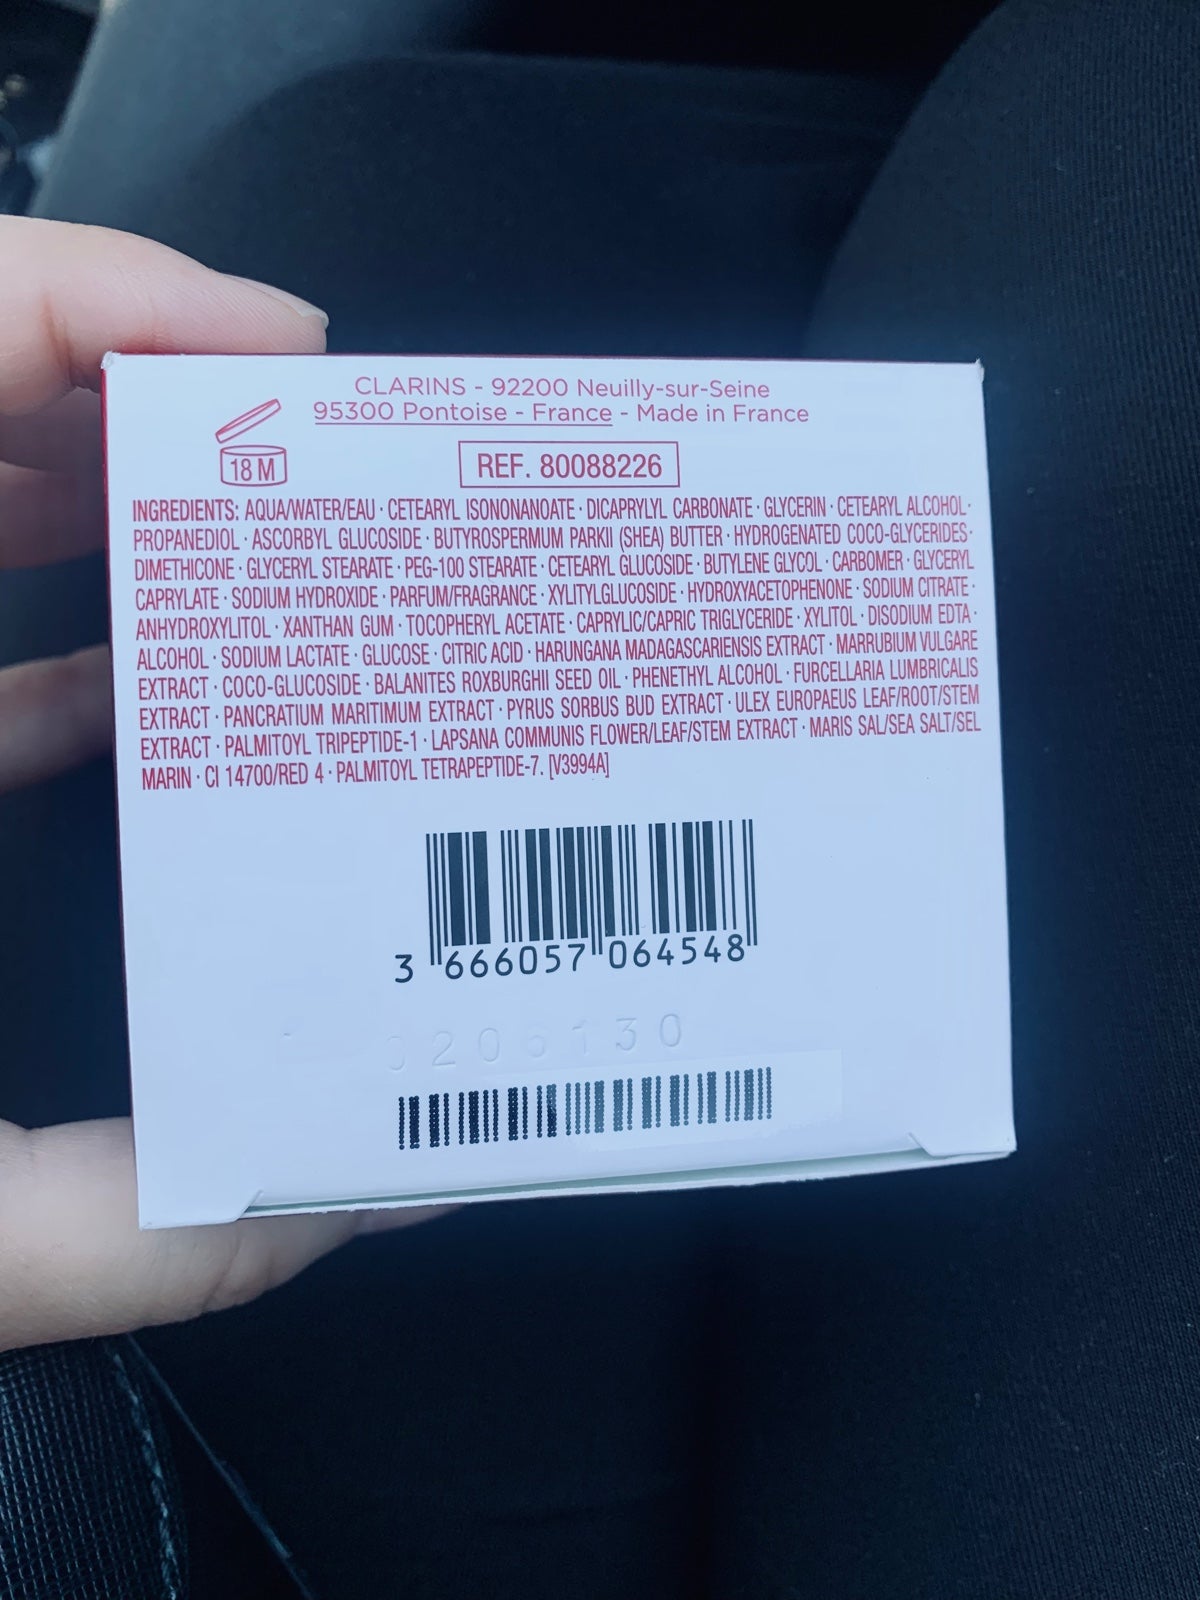 CLARINS - 92200 Neuilly-sur-Seine
95300 Pontoise - France - Made in France
18 M
REF. 80088226
INGREDIENTS: AQUA/WATER/EAU · CETEARYL ISONONANOATE · DICAPRYLYL CARBONATE · GLYCERIN · CETEARYL ALCOHOL ·
PROPANEDIOL · ASCORBYL GLUCOSIDE · BUTYROSPERMUM PARKII (SHEA) BUTTER · HYDROGENATED COCO-GLYCERIDES ·
DIMETHICONE · GLYCERYL STEARATE · PEG-100 STEARATE · CETEARYL GLUCOSIDE · BUTYLENE GLYCOL · CARBOMER · GLYCERYL
CAPRYLATE · SODIUM HYDROXIDE · PARFUM/FRAGRANCE · XYLITYLGLUCOSIDE · HYDROXYACETOPHENONE · SODIUM CITRATE ·
ANHYDROXYLITOL · XANTHAN GUM · TOCOPHERYL ACETATE · CAPRYLIC/CAPRIC TRIGLYCERIDE · XYLITOL · DISODIUM EDTA ·
ALCOHOL · SODIUM LACTATE · GLUCOSE · CITRIC ACID · HARUNGANA MADAGASCARIENSIS EXTRACT · MARRUBIUM VULGARE
EXTRACT · COCO-GLUCOSIDE · BALANITES ROXBURGHII SEED OIL · PHENETHYL ALCOHOL · FURCELLARIA LUMBRICALIS
EXTRACT · PANCRATIUM MARITIMUM EXTRACT · PYRUS SORBUS BUD EXTRACT · ULEX EUROPAEUS LEAF/ROOT/STEM
EXTRACT · PALMITOYL TRIPEPTIDE-1 · LAPSANA COMMUNIS FLOWER/LEAF/STEM EXTRACT · MARIS SAL/SEA SALT/SEL
MARIN · CI 14700/RED 4 · PALMITOYL TETRAPEPTIDE-7. [V3994A]
3 666057 064548